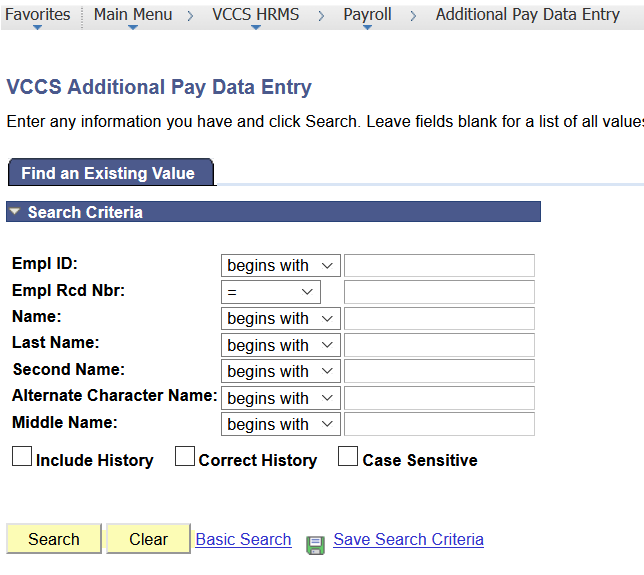 Favorites Main Menu > VCCS HRMS > Payroll > Additional Pay Data Entry
VCCS Additional Pay Data Entry
Enter any information you have and click Search. Leave fields blank for a list of all values
Find an Existing Value
Search Criteria
Empl ID: begins with
Empl Rcd Nbr: =
Name: begins with
Last Name: begins with
Second Name: begins with
Alternate Character Name: begins with
Middle Name: begins with
Include History Correct History Case Sensitive
Search Clear Basic Search Save Search Criteria